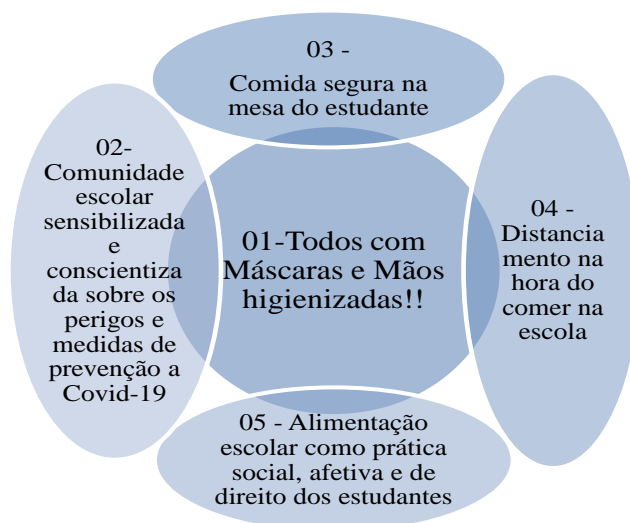 01-Todos com
Máscaras e Mãos
higienizadas!!
02-
Comunidade
escolar
sensibilizada
e
conscientiza
da sobre os
perigos e
medidas de
prevenção a
Covid-19
03 -
Comida segura na
mesa do estudante
04 -
Distancia
mento na
hora do
comer na
escola
05 - Alimentação
escolar como prática
social, afetiva e de
direito dos estudantes